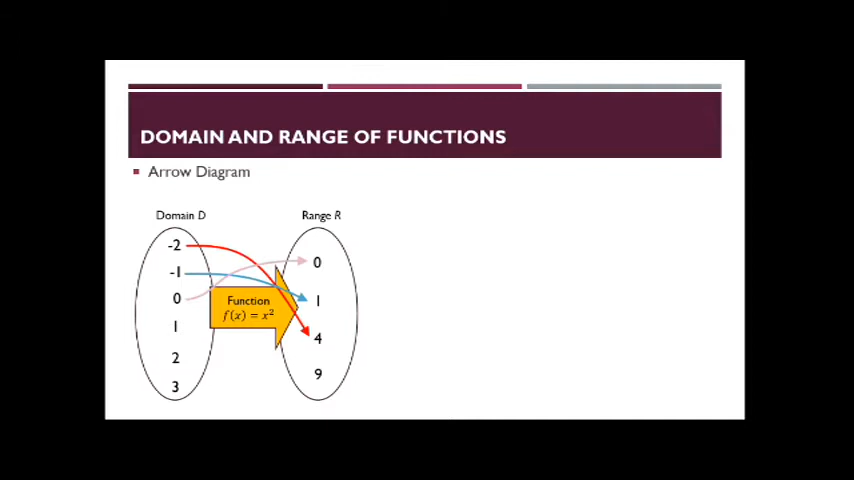 DOMAIN AND RANGE OF FUNCTIONS
Arrow Diagram
Domain D
Range R
-2
-1
0
1
2
3
Function
f(x) = x²
0
1
4
9